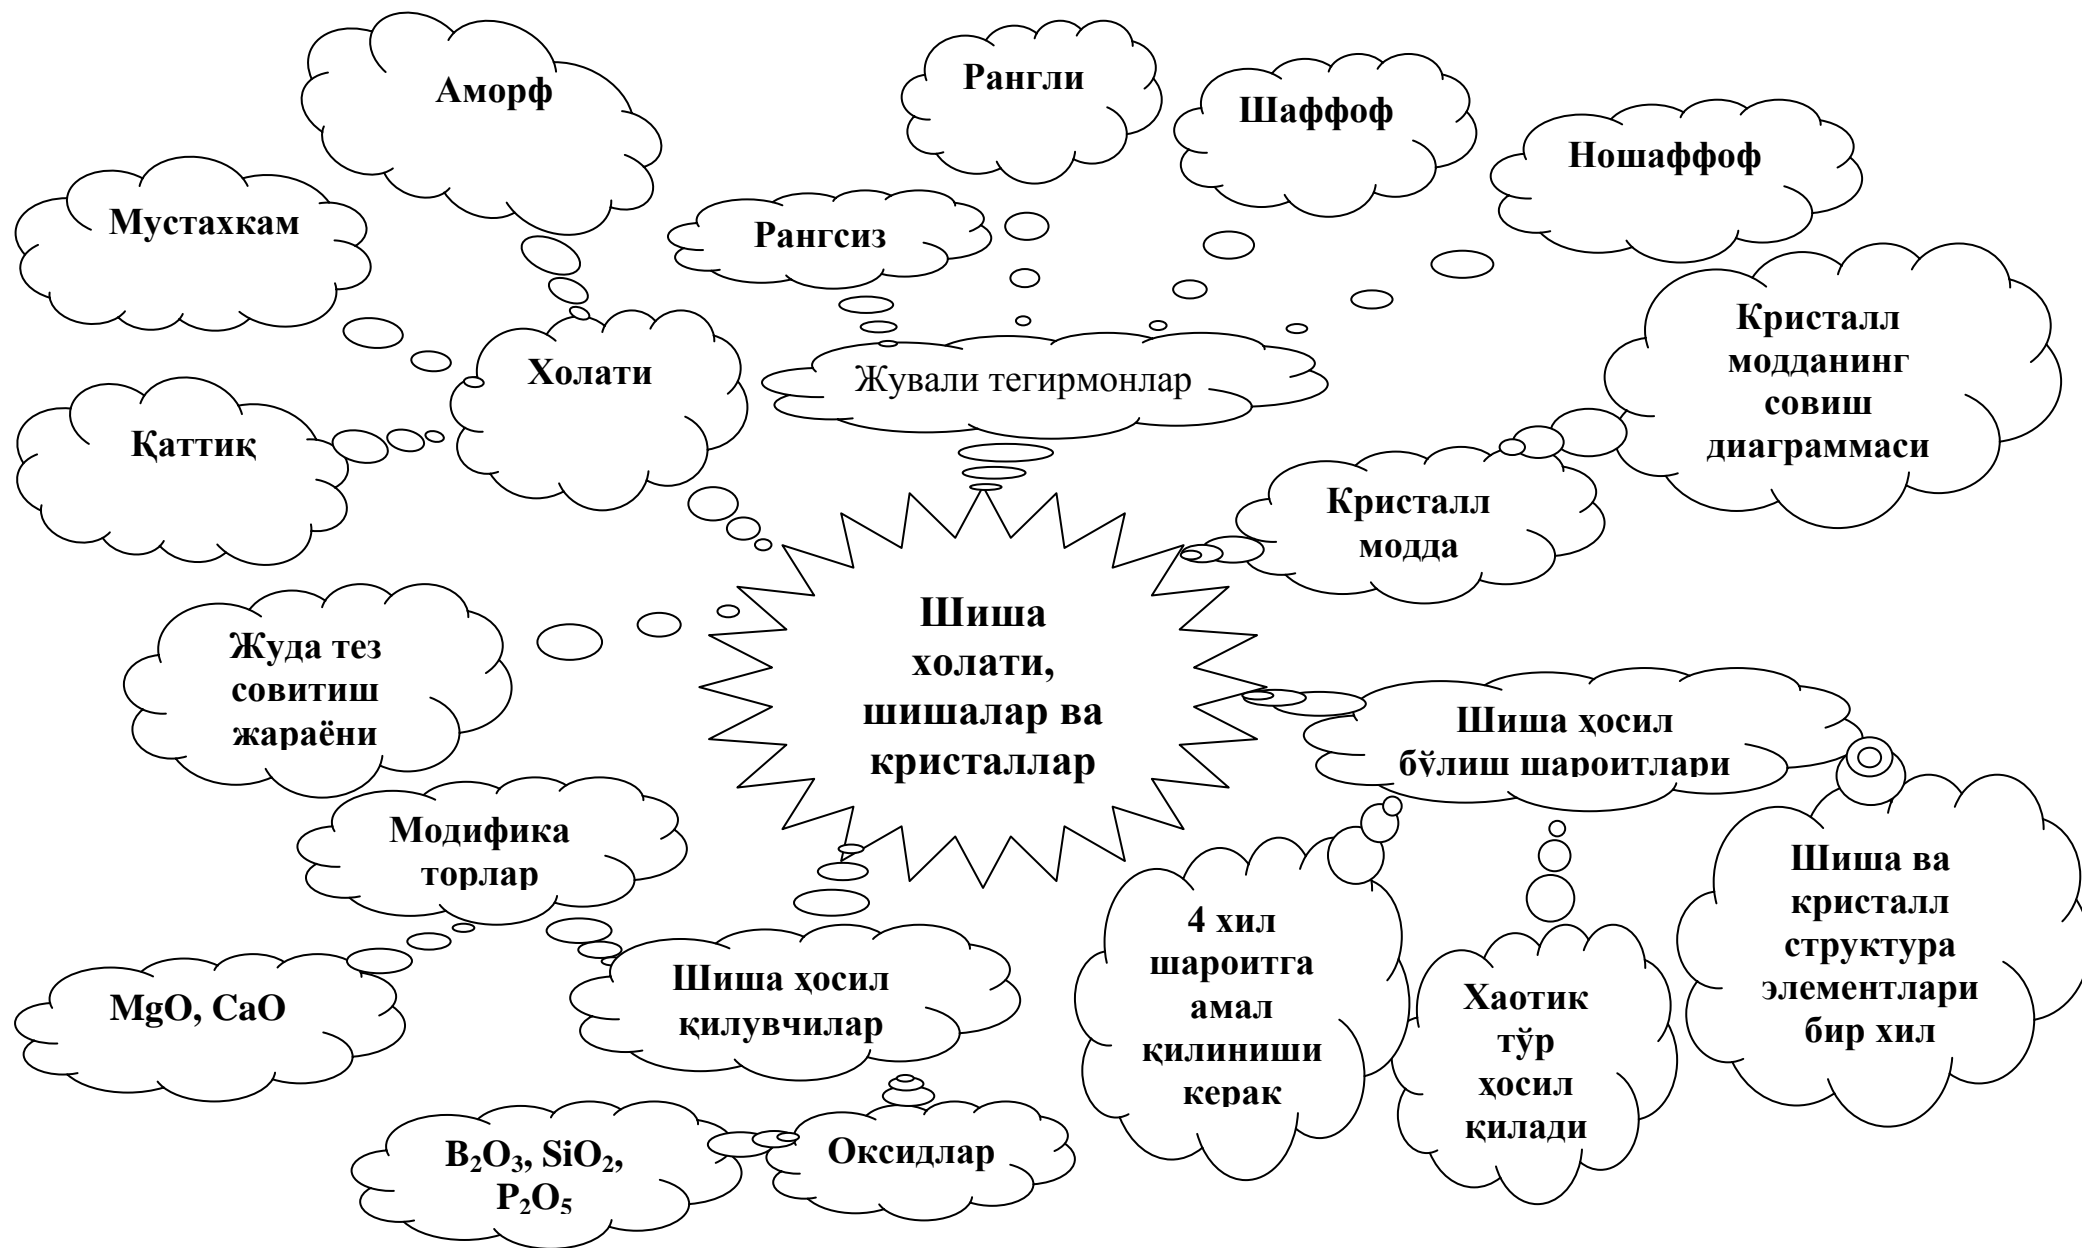 Аморф
Рангли
Шаффоф
Ношаффоф
Мустахкам
Рангсиз
Холати
Жували тегирмонлар
Кристалл
модданинг
совиш
диаграммаси
Қаттиқ
Кристалл
модда
Шиша
холати,
шишалар ва
кристаллар
Жуда тез
совитиш
жараёни
Шиша ҳосил
бўлиш шароитлари
Модифика
торлар
MgO, CaO
Шиша ҳосил
қилувчилар
4 хил
шароитга
амал
қилиниши
керак
Хаотик
тўр
ҳосил
қилади
Шиша ва
кристалл
структура
элементлари
бир хил
B₂O₃, SiO₂,
P₂O₅
Оксидлар